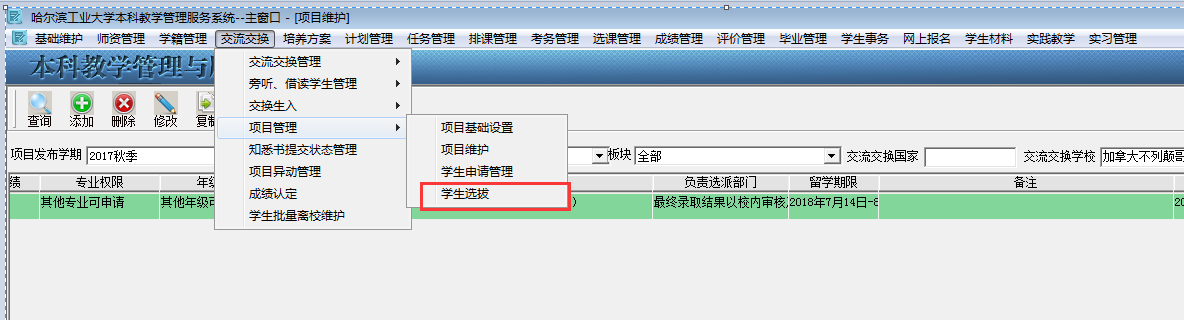 哈尔滨工业大学本科教学管理服务系统--主窗口 - [项目维护]
基础维护 师资管理 学籍管理 交流交换 培养方案 计划管理 任务管理 排课管理 考务管理 选课管理 成绩管理 评价管理 毕业管理 学生事务 网上报名 学生材料 实践教学 实习管理
本科教学管理与
交流交换管理
旁听、借读学生管理
交换生入
项目管理
知悉书提交状态管理
项目异动管理
成绩认定
学生批量离校维护
项目基础设置
项目维护
学生申请管理
学生选拔
查询 添加 删除 修改 复制
项目发布学期 2017秋季 板块 全部 交流交换国家 交流交换学校 加拿大不列颠哥
绩 专业权限 年级 负责选派部门 留学期限 备注
其他专业可申请 其他年级可 ) 最终录取结果以校内审核 2018年7月14日-8 20